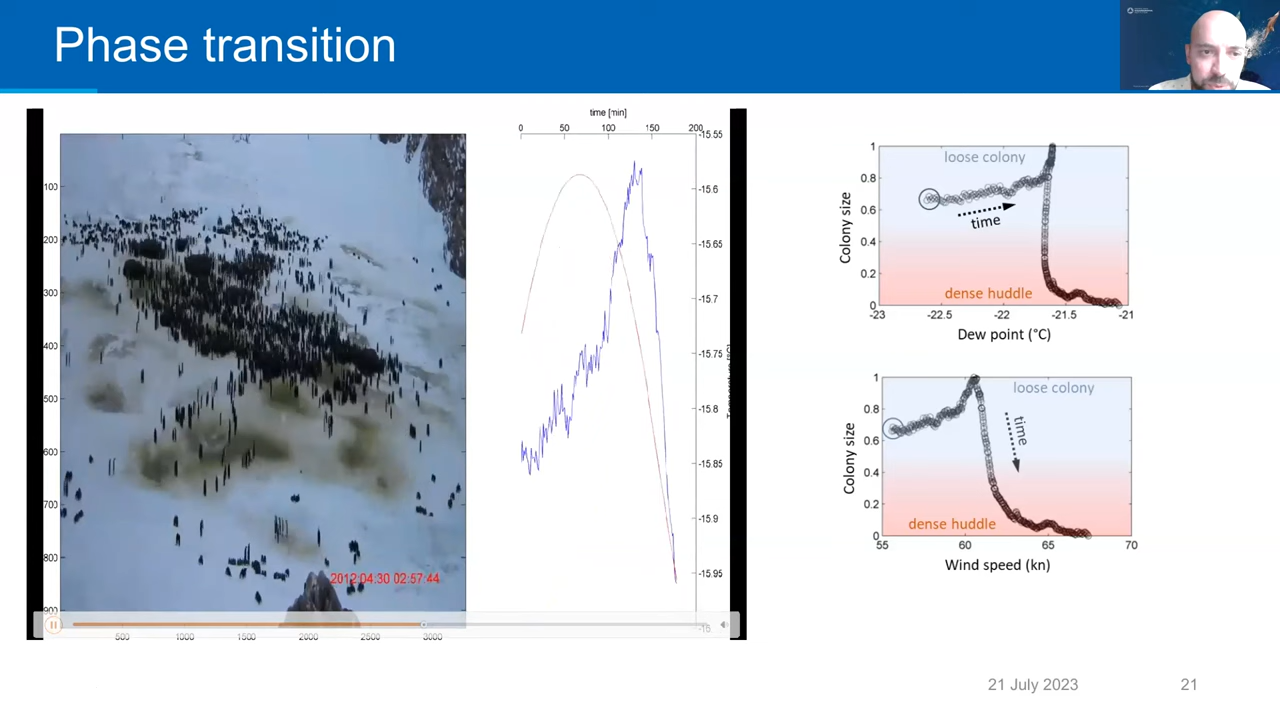 Phase transition
time [min]
0 50 100 150 200
-15.55
-15.6
-15.65
-15.7
-15.75
-15.8
-15.85
-15.9
-15.95
-15
100
200
300
400
500
600
700
800
900
2012:04:30 02:57:44
500 1000 1500 2000 2500 3000
1
0.8
0.6
0.4
0.2
0
Colony size
loose colony
time
dense huddle
-23 -22.5 -22 -21.5 -21
Dew point (°C)
1
0.8
0.6
0.4
0.2
0
Colony size
loose colony
time
dense huddle
55 60 65 70
Wind speed (kn)
21 July 2023
21